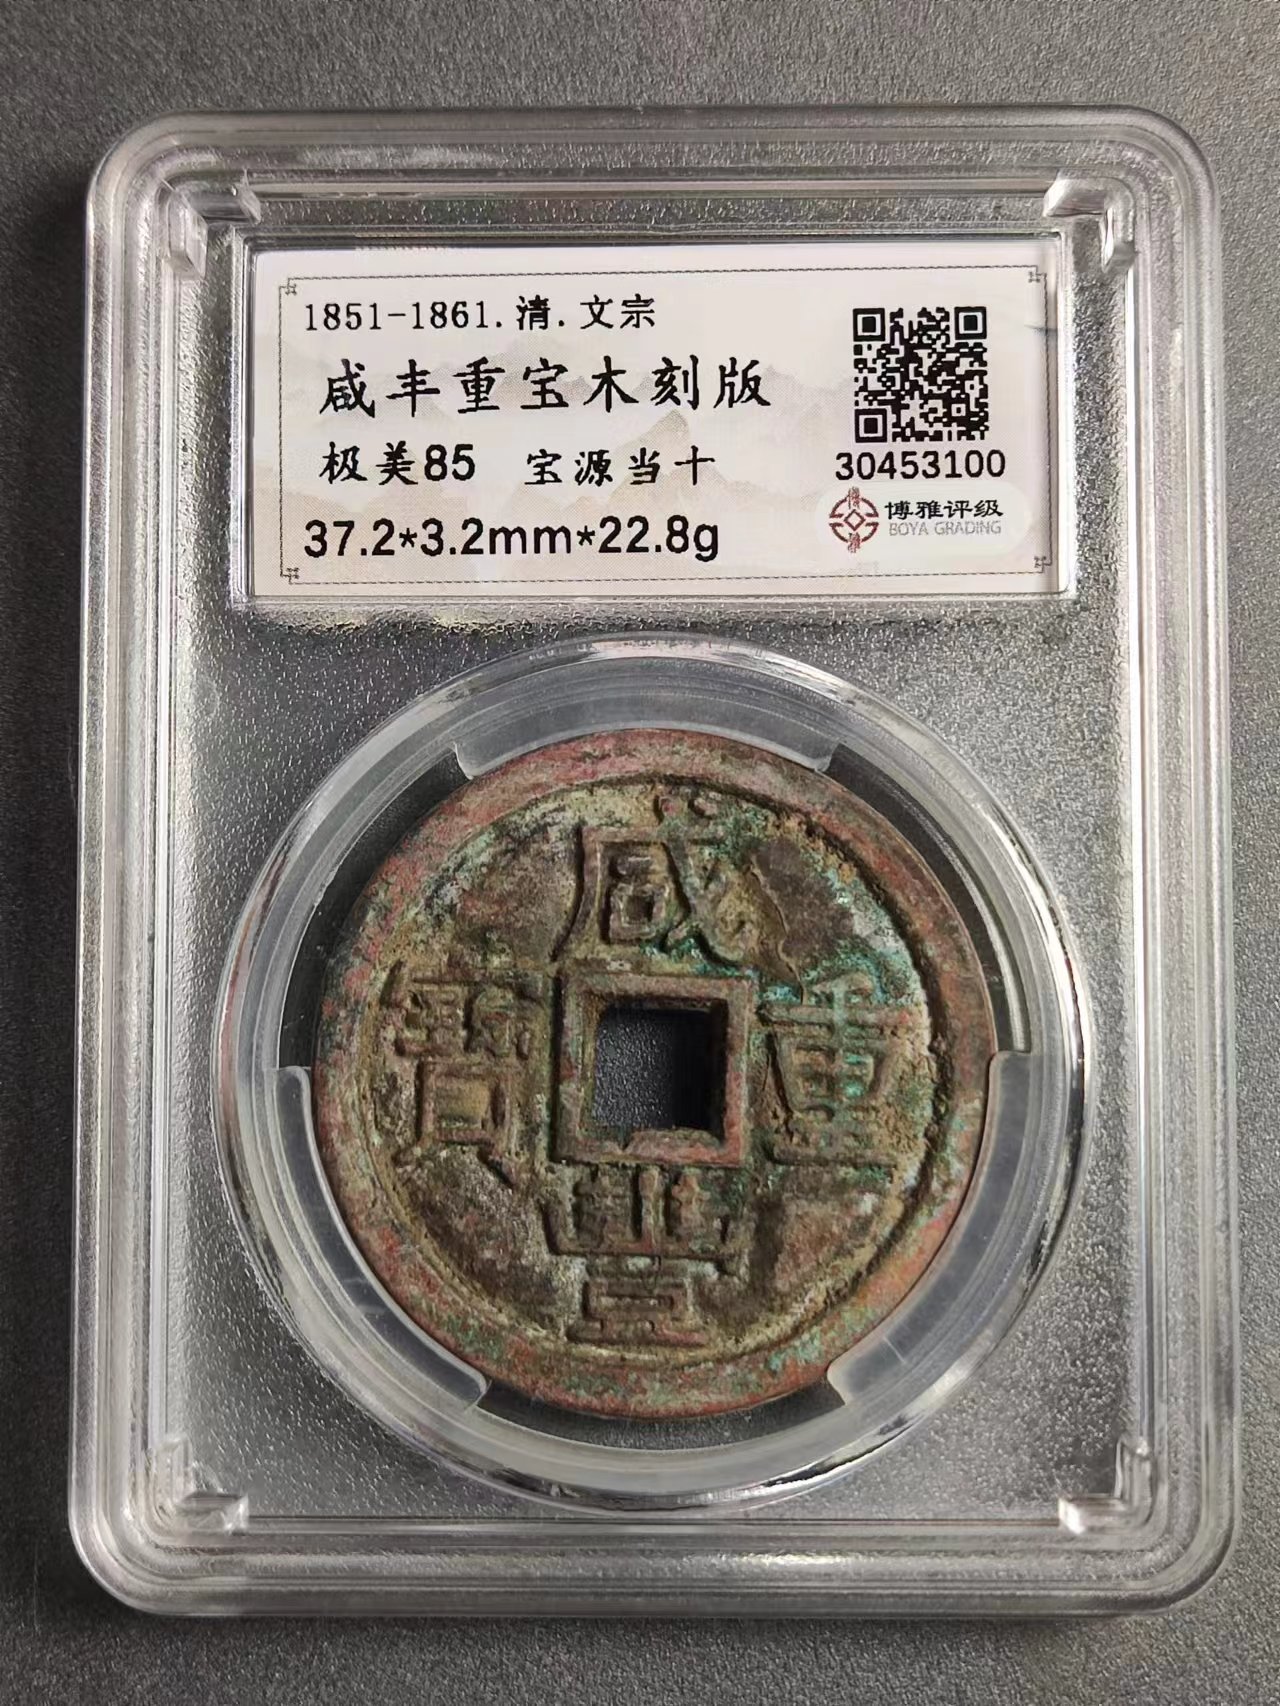 1851-1861.清.文宗
咸丰重宝木刻版
极美85 宝源当十
37.2*3.2mm*22.8g
30453100
博雅评级
BOYA GRADING
咸
寶 重
豐